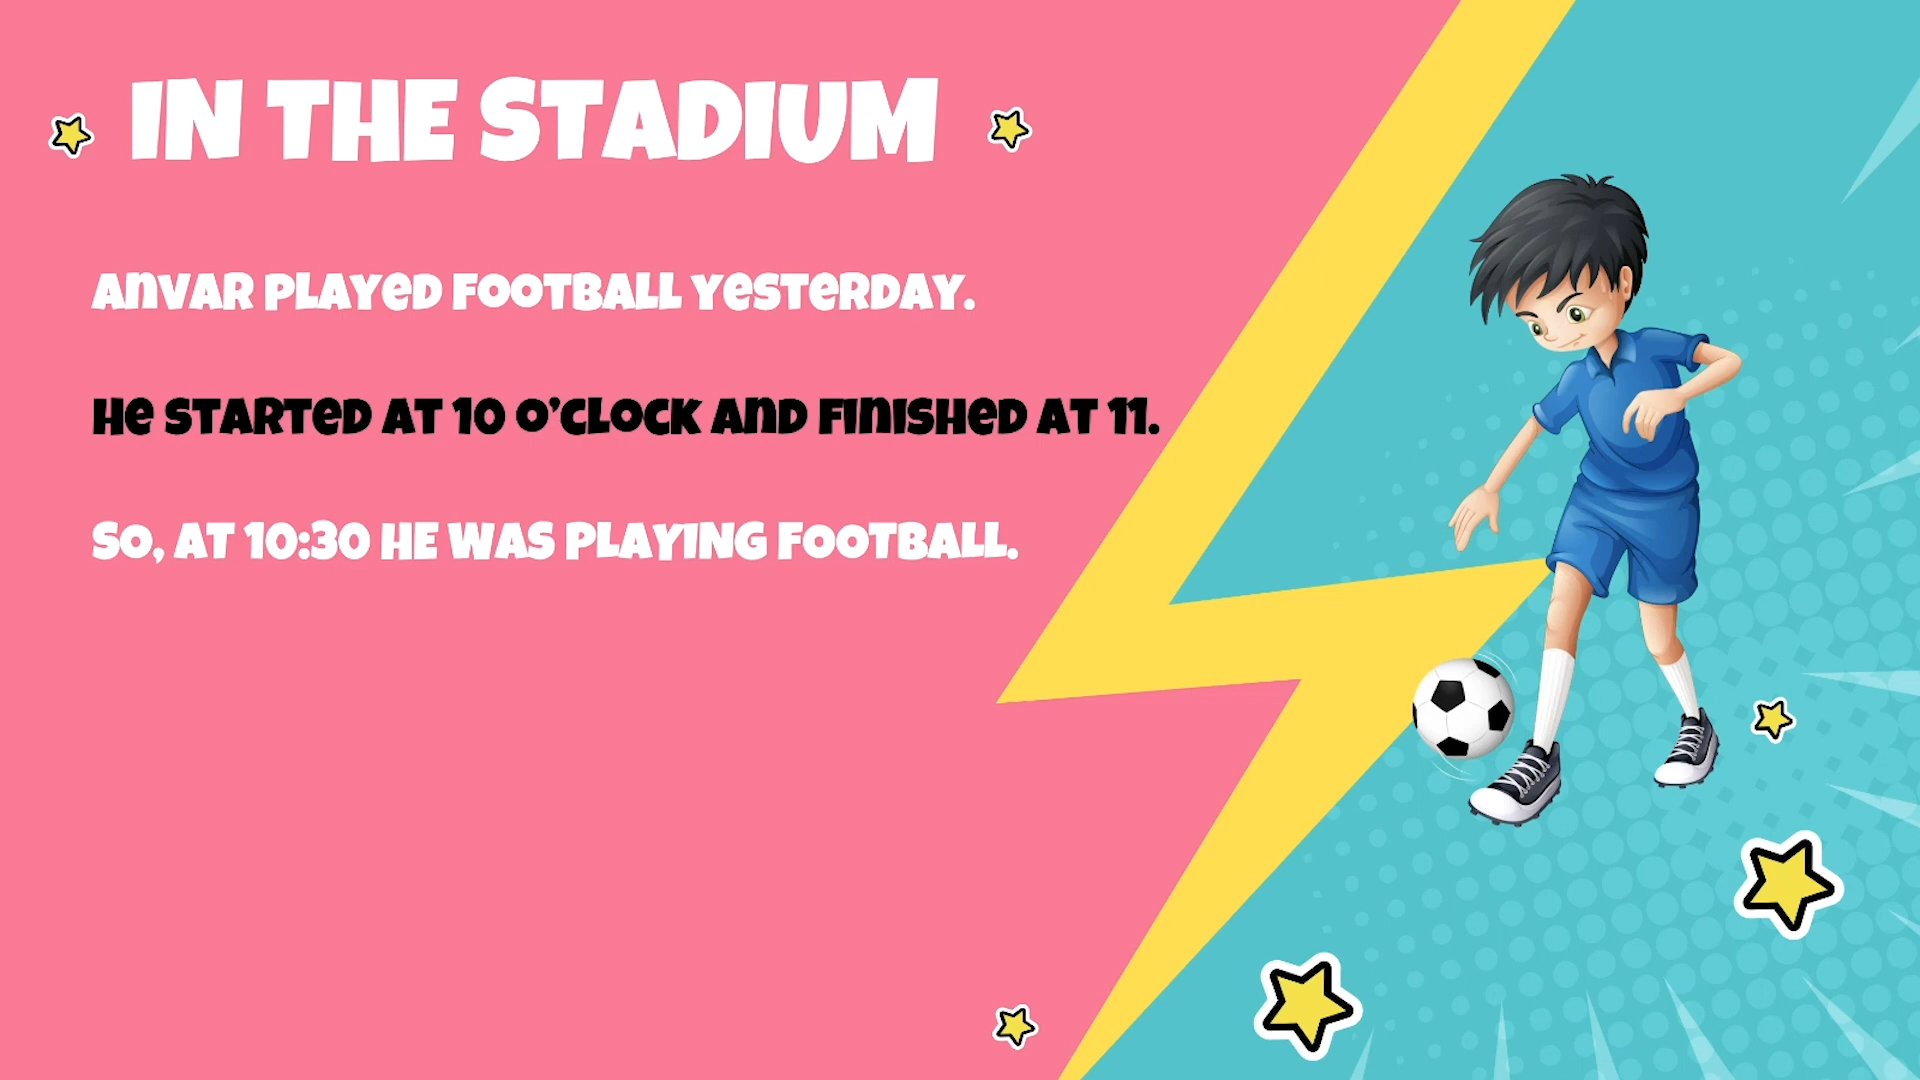 IN THE STADIUM
Anvar played football yesterday.
He started at 10 o’clock and finished at 11.
So, at 10:30 he was playing football.